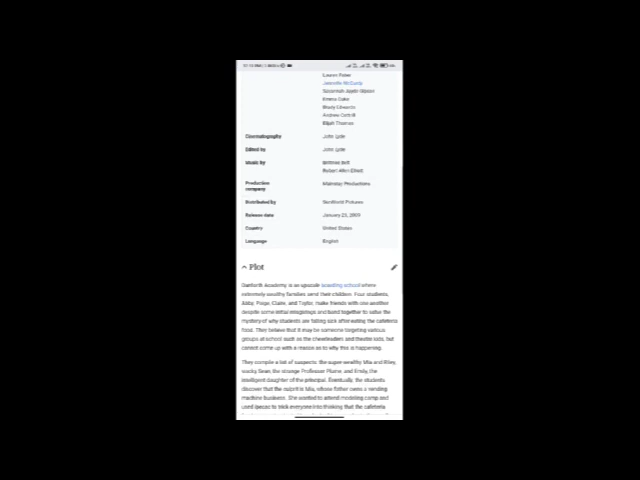 Lauren Faber
Jennette McCurdy
Savannah Jayde
Emma Duke
Brady Edwards
Andrew Cottrill
Elijah Thomas
Cinematography John Lyde
Edited by John Lyde
Music by
Robert Allen Elliott
Production company Mainstay Productions
Distributed by Pictures
Release date January 23, 2009
Country United States
Language English
Plot
Danforth Academy is an upscale boarding school where
extremely wealthy families send their children. Four students,
Abby, Paige, Claire, and Taylor, make friends with one another
despite some initial misgivings and band together to solve the
mystery of why students are falling sick after eating the cafeteria
food. They believe that it may be someone targeting various
groups at school such as the cheerleaders and theatre kids, but
cannot come up with a reason as to why this is happening.
They compile a list of suspects: the super-wealthy Mia and Riley,
wacky Sean, the strange Professor Plume, and Emily, the
intelligent daughter of the principal. Eventually, the students
discover that the culprit is Mia, whose father owns a vending
machine business. She wanted to attend modeling camp and
used ipecac to trick everyone into thinking that the cafeteria